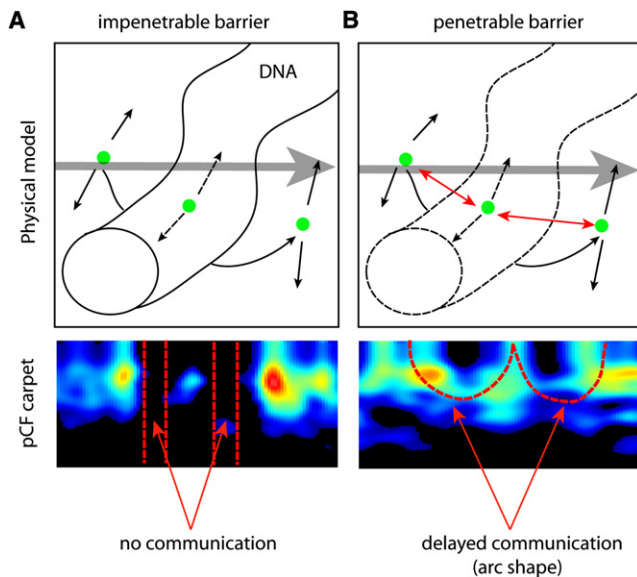 A
impenetrable barrier
B
penetrable barrier
Physical model
DNA
pCF carpet
no communication
delayed communication
(arc shape)